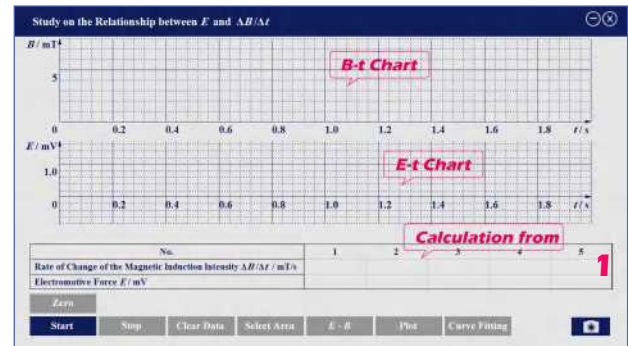 Study on the Relationship between E and ΔB/Δt
B / mT
B-t Chart
5
0 0.2 0.4 0.6 0.8 1.0 1.2 1.4 1.6 1.8 t / s
E / mV
E-t Chart
1.0
0 0.2 0.4 0.6 0.8 1.0 1.2 1.4 1.6 1.8 t / s
Calculation from
No. 1 2 3 4 5
Rate of Change of the Magnetic Induction Intensity ΔB/Δt / mT/s
1
Electromotive Force E / mV
Zero
Start Stop Clear Data Select Area E - B Plot Curve Fitting